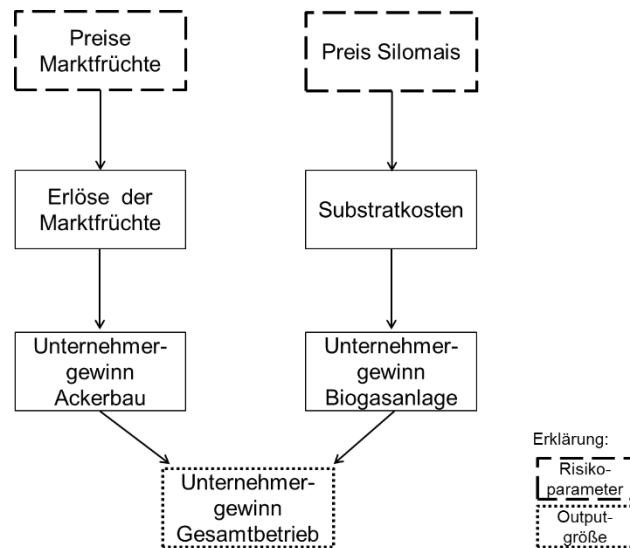 Preise
Marktfrüchte
Preis Silomais
Erlöse der
Marktfrüchte
Substratkosten
Unternehmer-
gewinn
Ackerbau
Unternehmer-
gewinn
Biogasanlage
Unternehmer-
gewinn
Gesamtbetrieb
Erklärung:
Risiko-
parameter
Output-
größe